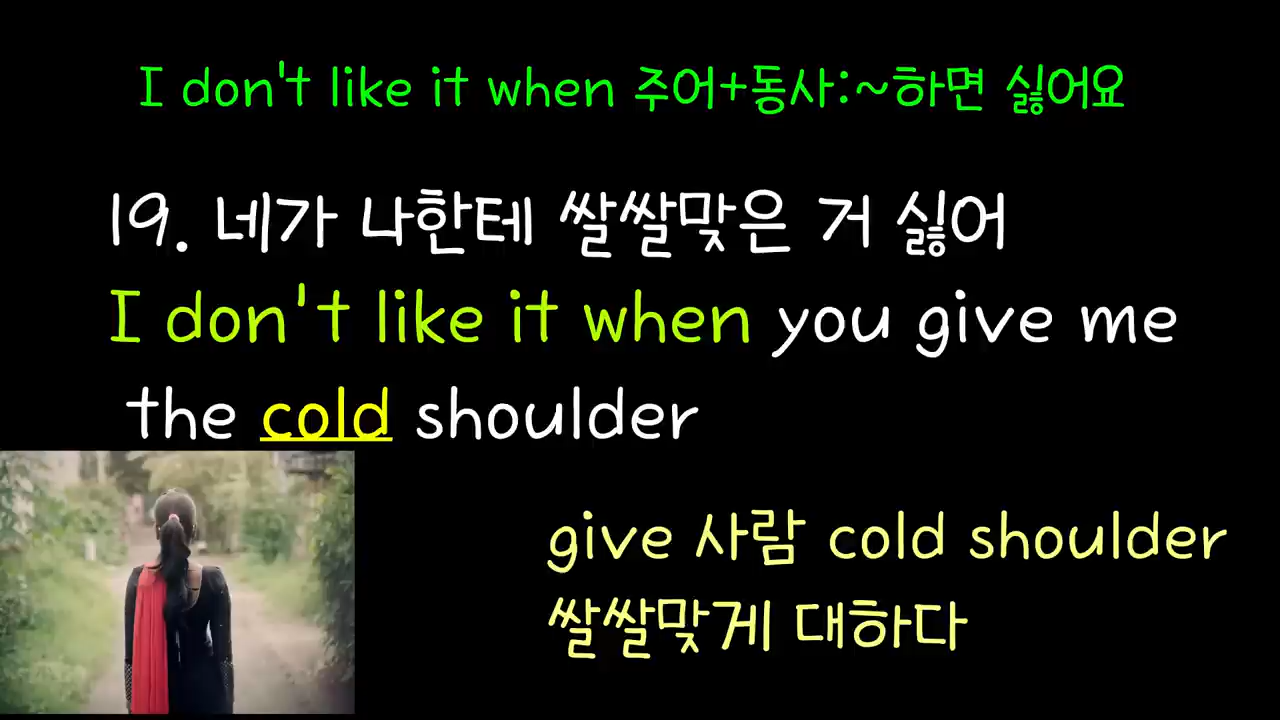 I don't like it when 주어+동사:~하면 싫어요
19. 네가 나한테 쌀쌀맞은 거 싫어
I don't like it when you give me
the cold shoulder
give 사람 cold shoulder
쌀쌀맞게 대하다